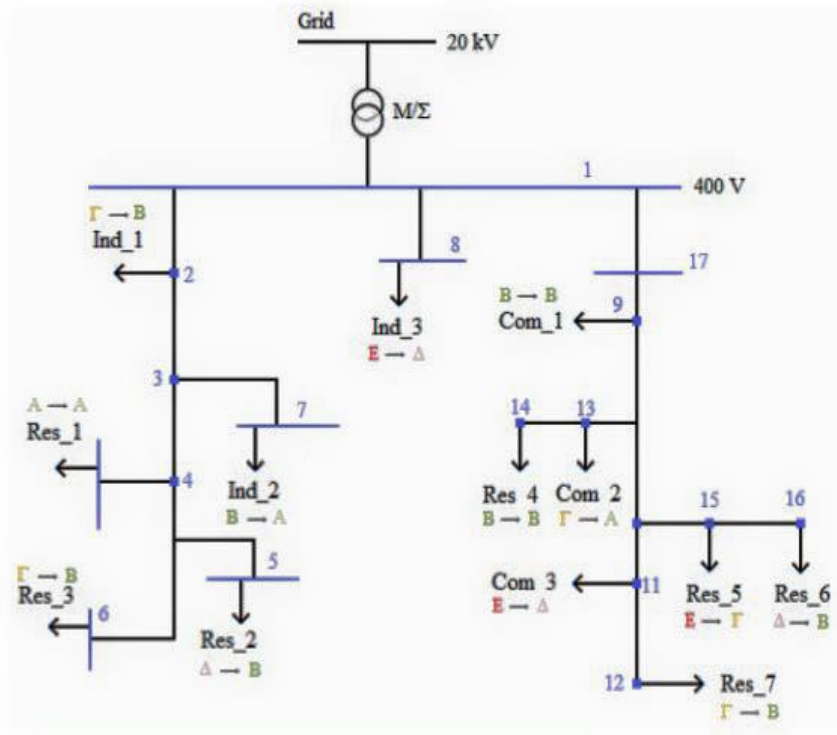 Grid
20 kV
M/Σ
1
400 V
Γ → B
Ind_1
2
8
17
Ind_3
E → Δ
B → B
9
Com_1
3
7
A → A
Res_1
4
Ind_2
B → A
14
13
Res 4
Com 2
B → B
Γ → A
15
16
Γ → B
Res_3
6
5
Res_2
Δ → B
Com 3
E → Δ
11
Res_5
E → Γ
Res_6
Δ → B
12
Res_7
Γ → B